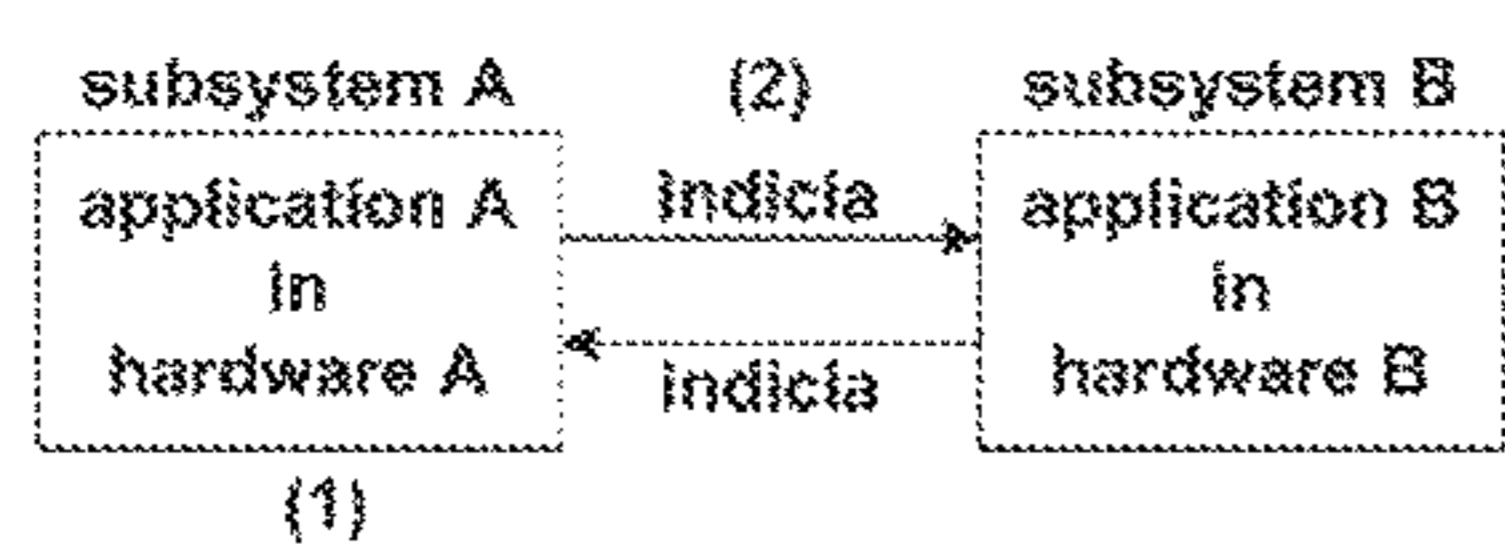 subsystem A
(2)
subsystem B
application A
in
hardware A
indicia
indicia
application B
in
hardware B
(1)